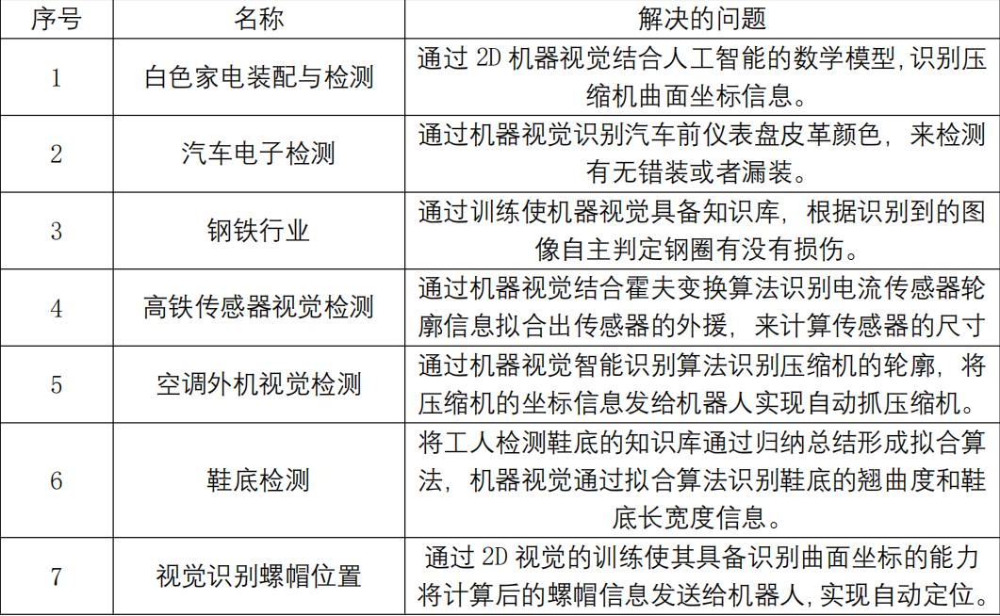 序号 名称 解决的问题
1 白色家电装配与检测 通过 2D 机器视觉结合人工智能的数学模型,识别压
缩机曲面坐标信息。
2 汽车电子检测 通过机器视觉识别汽车前仪表盘皮革颜色，来检测
有无错装或者漏装。
3 钢铁行业 通过训练使机器视觉具备知识库，根据识别到的图
像自主判定钢圈有没有损伤。
4 高铁传感器视觉检测 通过机器视觉结合霍夫变换算法识别电流传感器轮
廓信息拟合出传感器的外援，来计算传感器的尺寸
5 空调外机视觉检测 通过机器视觉智能识别算法识别压缩机的轮廓，将
压缩机的坐标信息发给机器人实现自动抓压缩机。
6 鞋底检测 将工人检测鞋底的知识库通过归纳总结形成拟合算
法，机器视觉通过拟合算法识别鞋底的翘曲度和鞋
底长宽度信息。
7 视觉识别螺帽位置 通过 2D 视觉的训练使其具备识别曲面坐标的能力
将计算后的螺帽信息发送给机器人,实现自动定位。